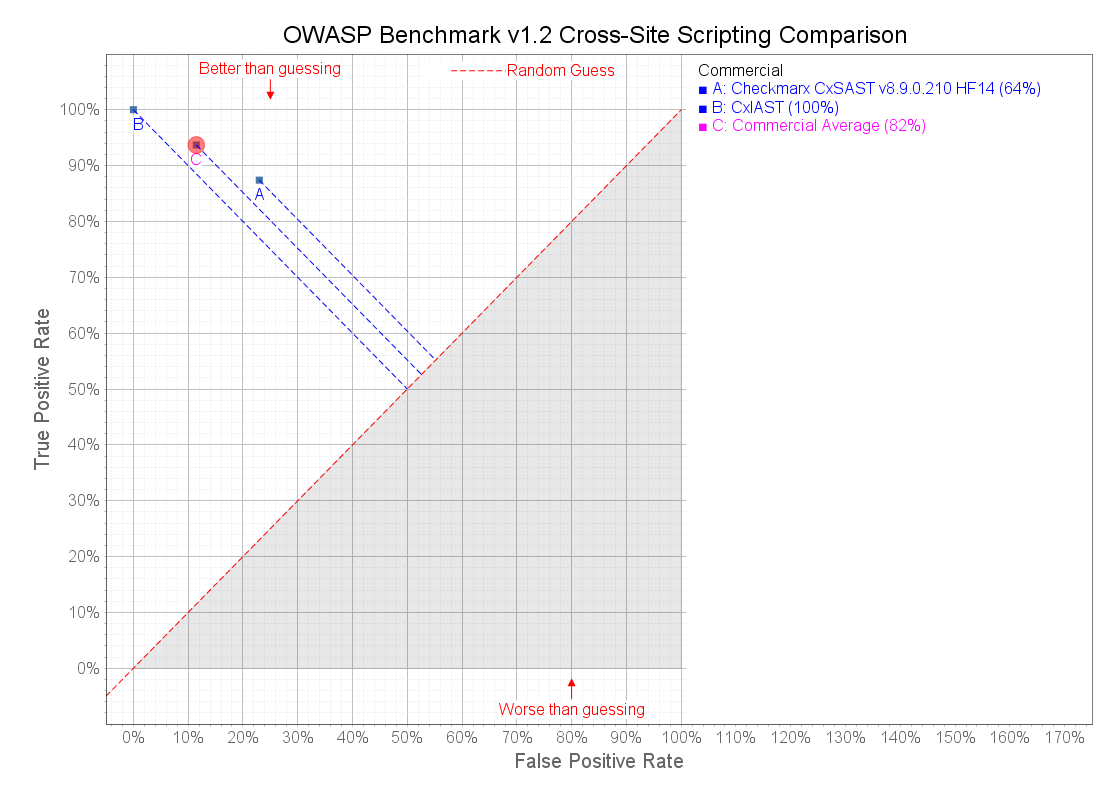 OWASP Benchmark v1.2 Cross-Site Scripting Comparison
Better than guessing
Random Guess
Commercial
A: Checkmarx CxSAST v8.9.0.210 HF14 (64%)
B: CxIAST (100%)
C: Commercial Average (82%)
100%
B
C
90%
A
80%
70%
60%
50%
40%
30%
20%
10%
0%
True Positive Rate
Worse than guessing
0% 10% 20% 30% 40% 50% 60% 70% 80% 90% 100% 110% 120% 130% 140% 150% 160% 170%
False Positive Rate